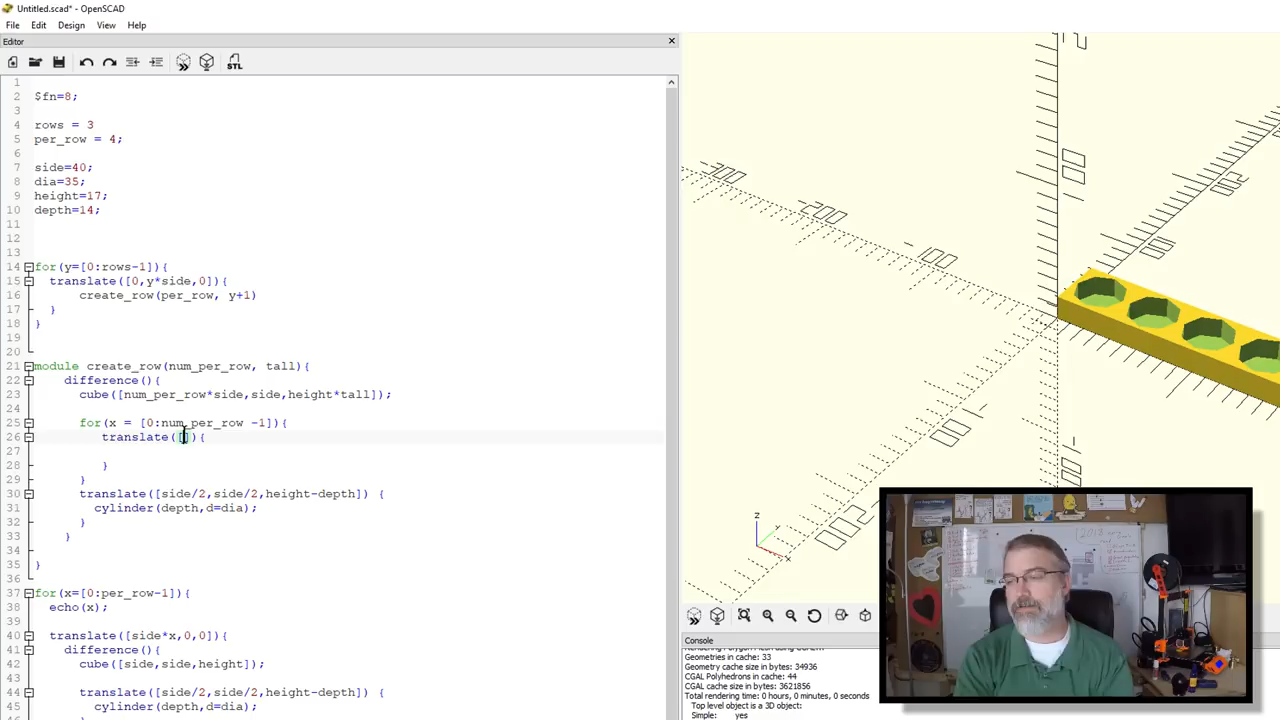 Untitled.scad* - OpenSCAD
File Edit Design View Help
Editor
STL
1
2 $fn=8;
3
4 rows = 3
5 per_row = 4;
6
7 side=40;
8 dia=35;
9 height=17;
10 depth=14;
11
12
13
14 for(y=[0:rows-1]){
15 translate([0,y*side,0]){
16 create_row(per_row, y+1)
17 }
18 }
19
20
21 module create_row(num_per_row, tall){
22 difference(){
23 cube([num_per_row*side,side,height*tall]);
24
25 for(x = [0:num_per_row -1]){
26 translate([]){
27
28 }
29 }
30 translate([side/2,side/2,height-depth]) {
31 cylinder(depth,d=dia);
32 }
33 }
34
35 }
36
37 for(x=[0:per_row-1]){
38 echo(x);
39
40 translate([side*x,0,0]){
41 difference(){
42 cube([side,side,height]);
43
44 translate([side/2,side/2,height-depth]) {
45 cylinder(depth,d=dia);
46 }
z
y
x
Console
Geometries in cache: 33
Geometry cache size in bytes: 34936
CGAL Polyhedrons in cache: 44
CGAL cache size in bytes: 3621856
Total rendering time: 0 hours, 0 minutes, 0 seconds
Top level object is a 3D object:
Simple: yes